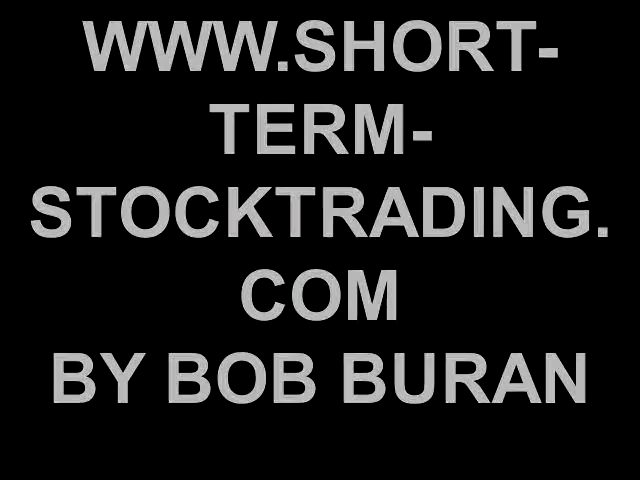 WWW.SHORT-
TERM-
STOCKTRADING.
COM
BY BOB BURAN